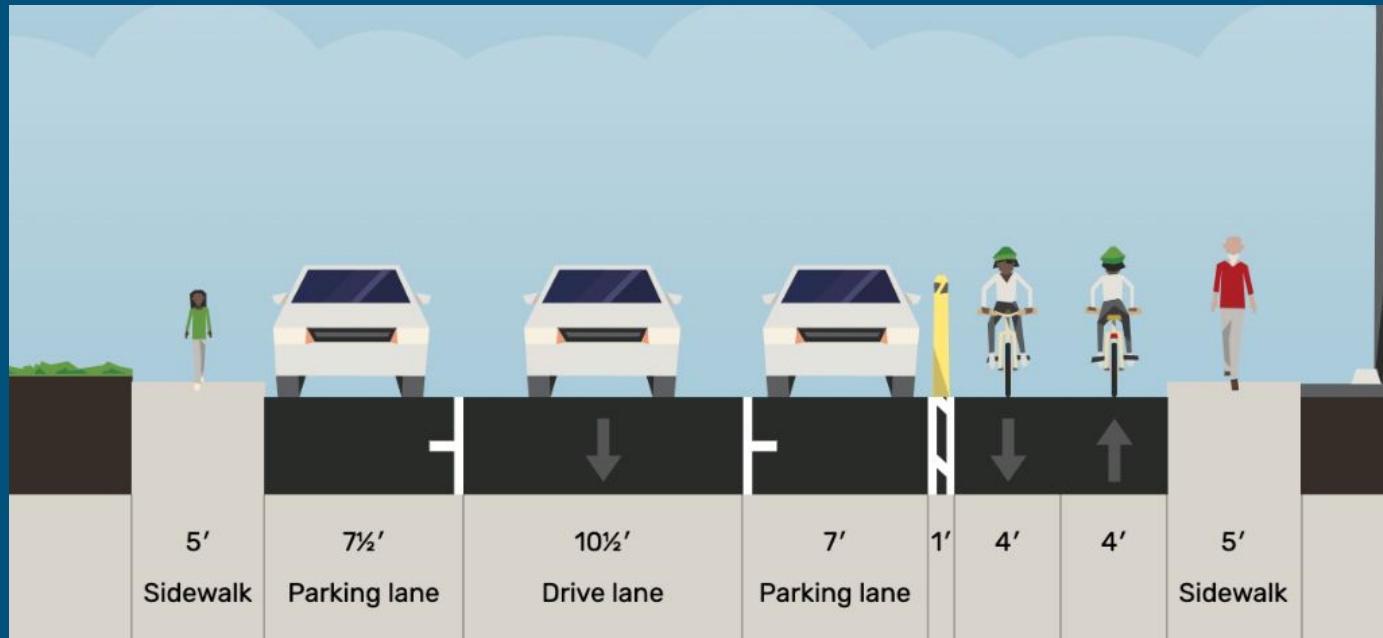 5′ 7½′ 10½′ 7′ 1′ 4′ 4′ 5′
Sidewalk Parking lane Drive lane Parking lane Sidewalk